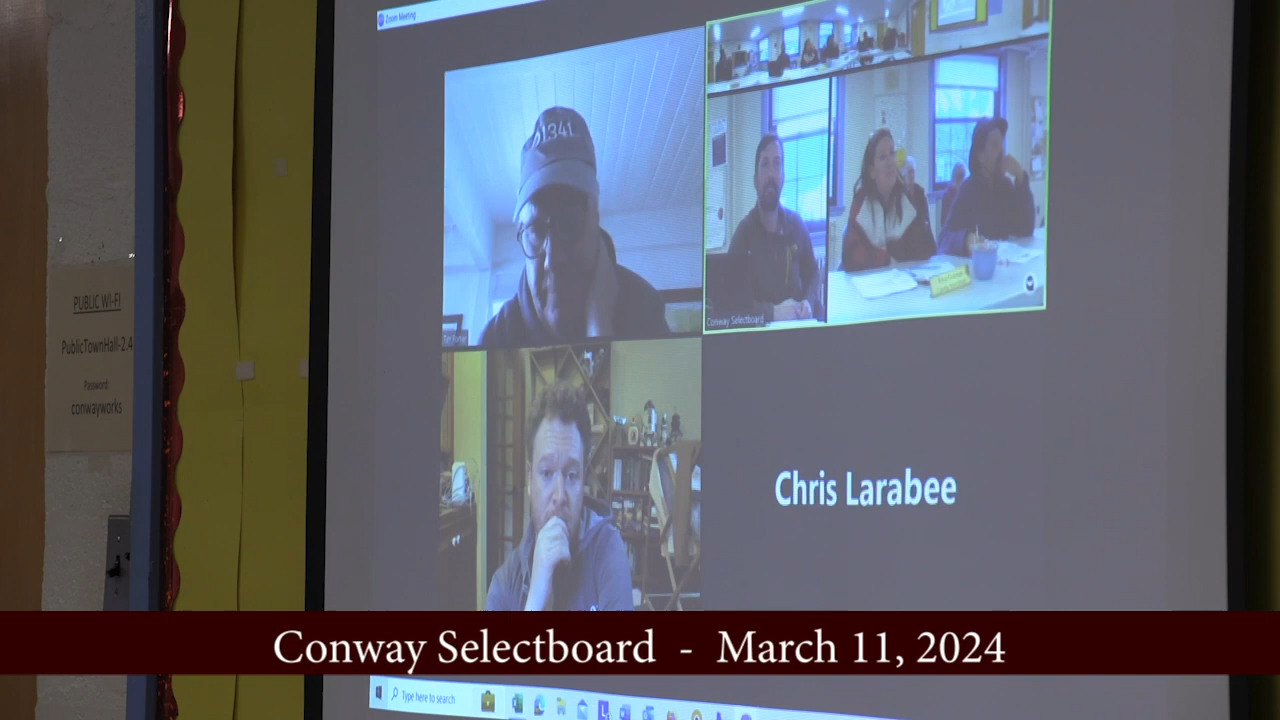 Zoom Meeting
01341
Conway Selectboard
PUBLIC WI-FI
PublicTownHall-2.4
Password:
conwayworks
Chris Larabee
Conway Selectboard - March 11, 2024
Type here to search